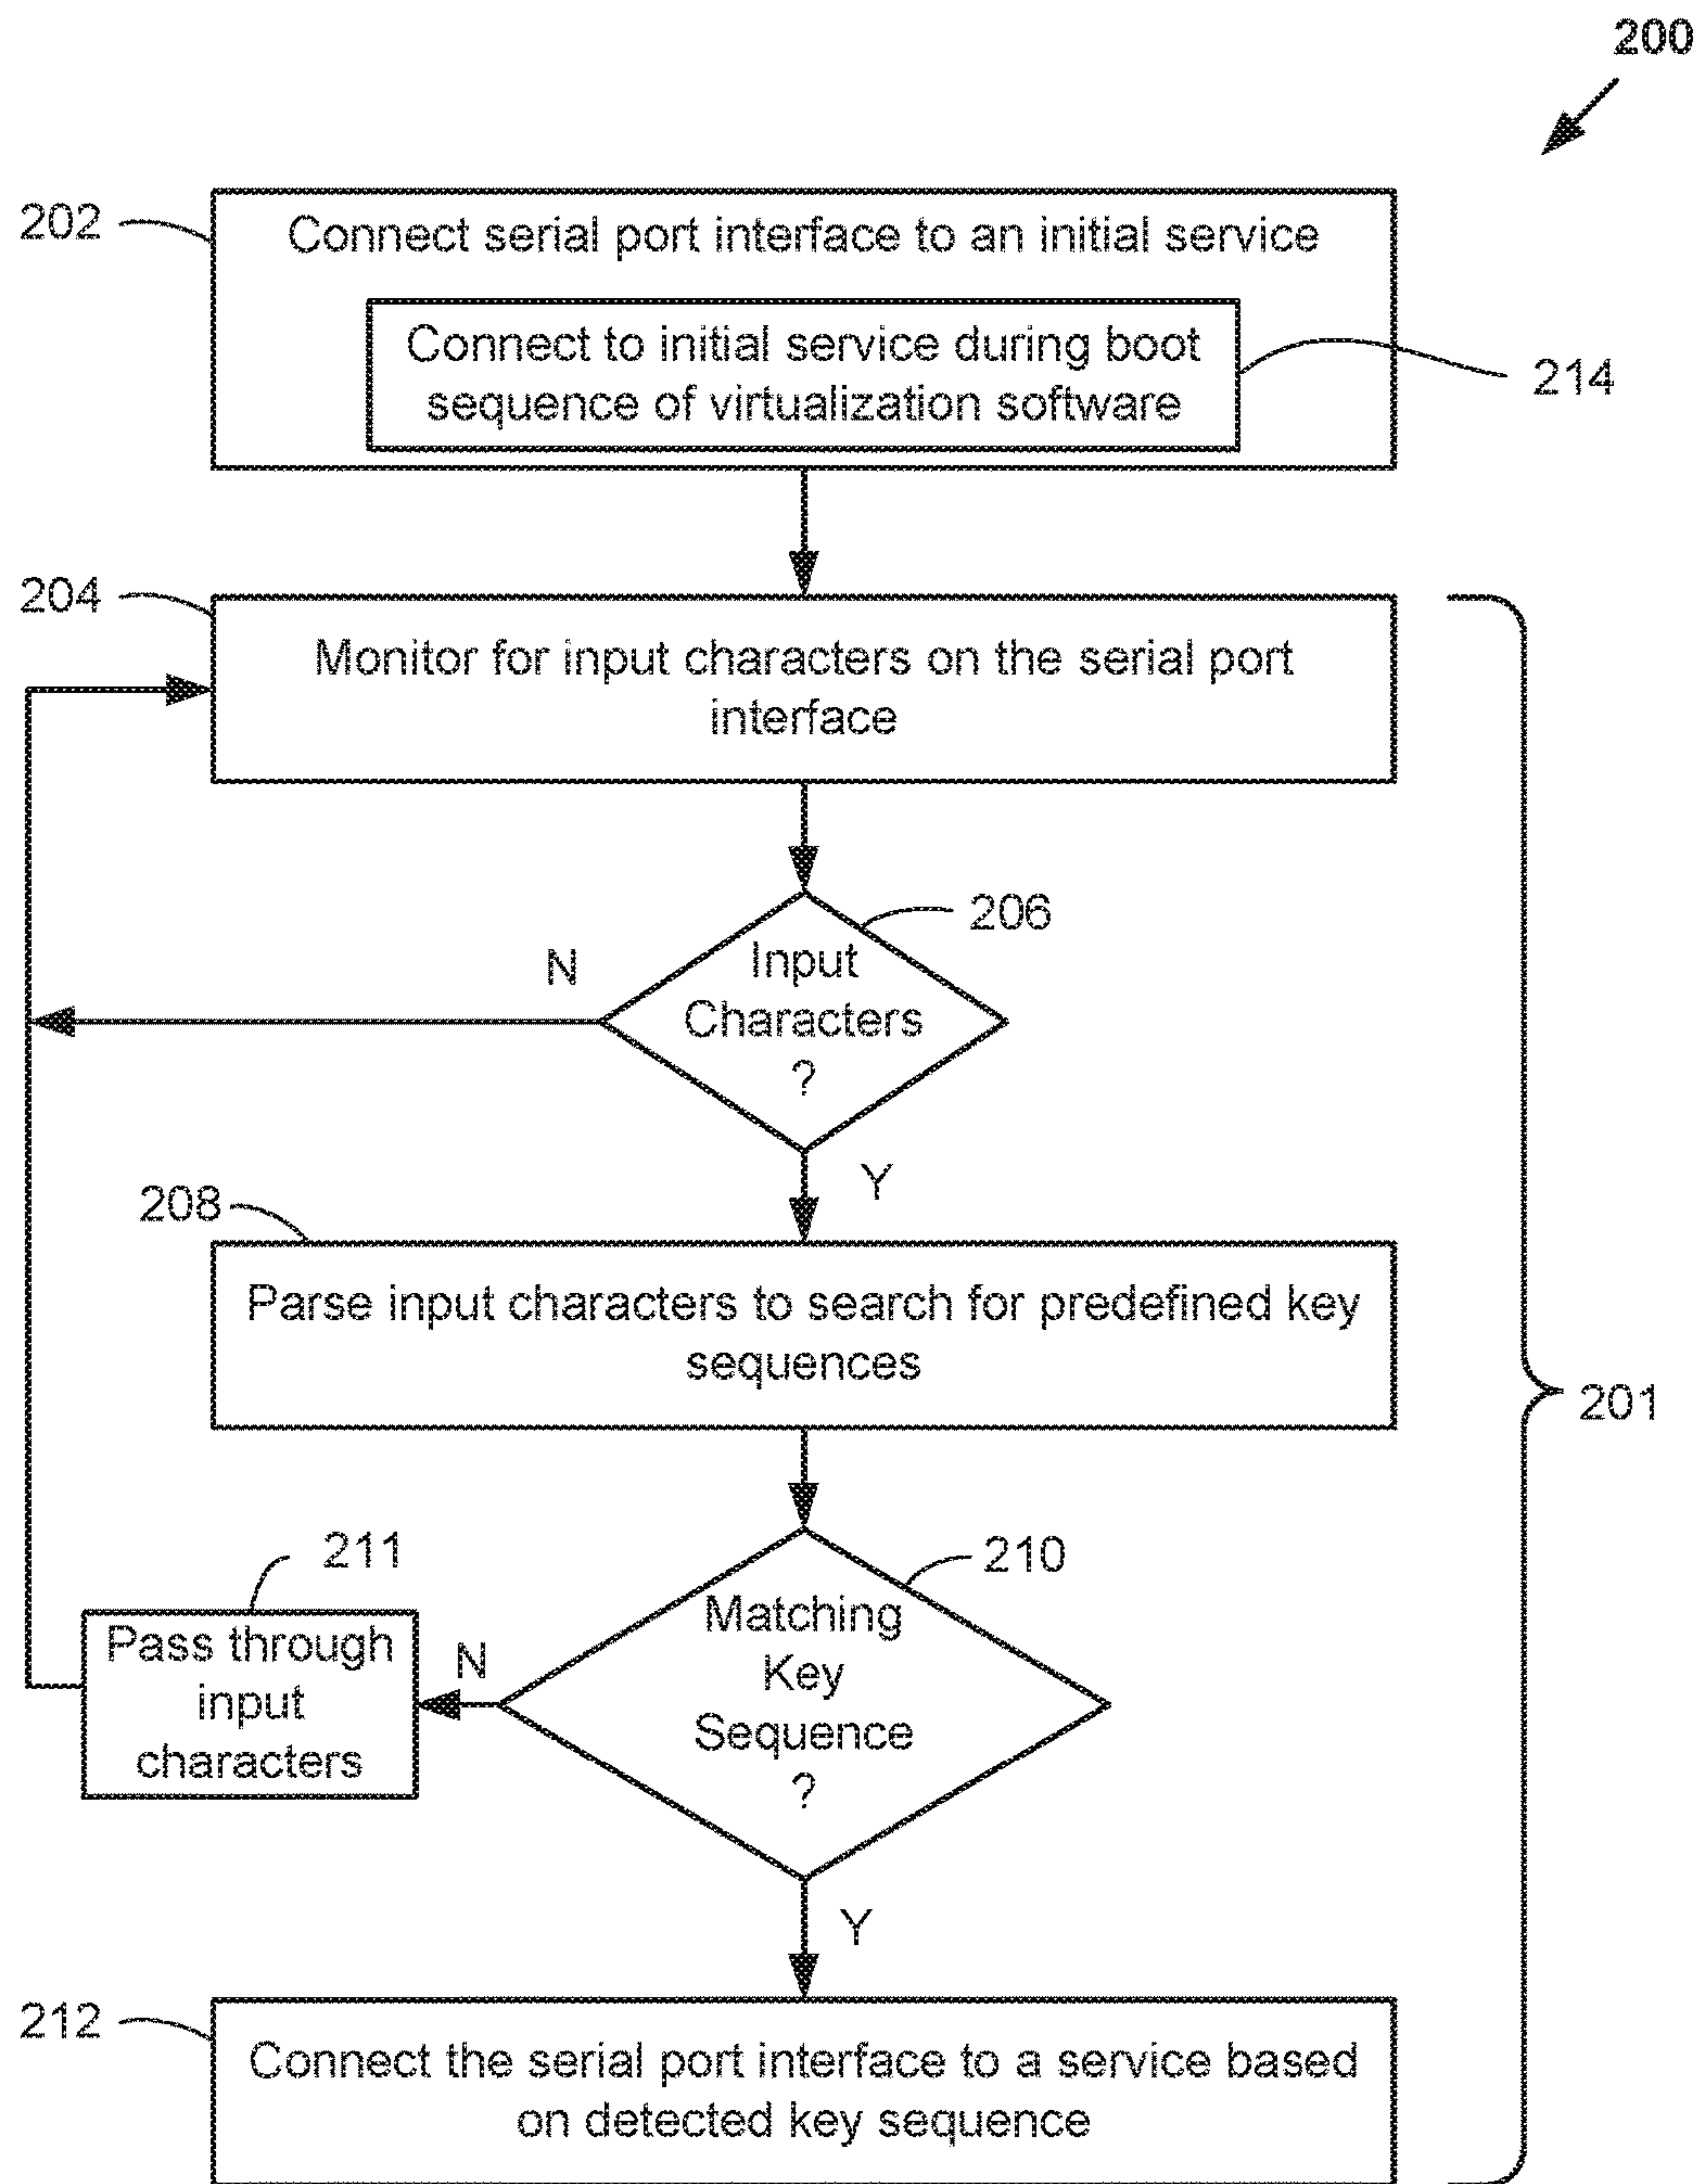 200
202
Connect serial port interface to an initial service
Connect to initial service during boot
sequence of virtualization software
214
204
Monitor for input characters on the serial port
interface
206
N
Input
Characters
?
Y
208
Parse input characters to search for predefined key
sequences
201
211
210
Pass through
input
characters
N
Matching
Key
Sequence
?
Y
212
Connect the serial port interface to a service based
on detected key sequence